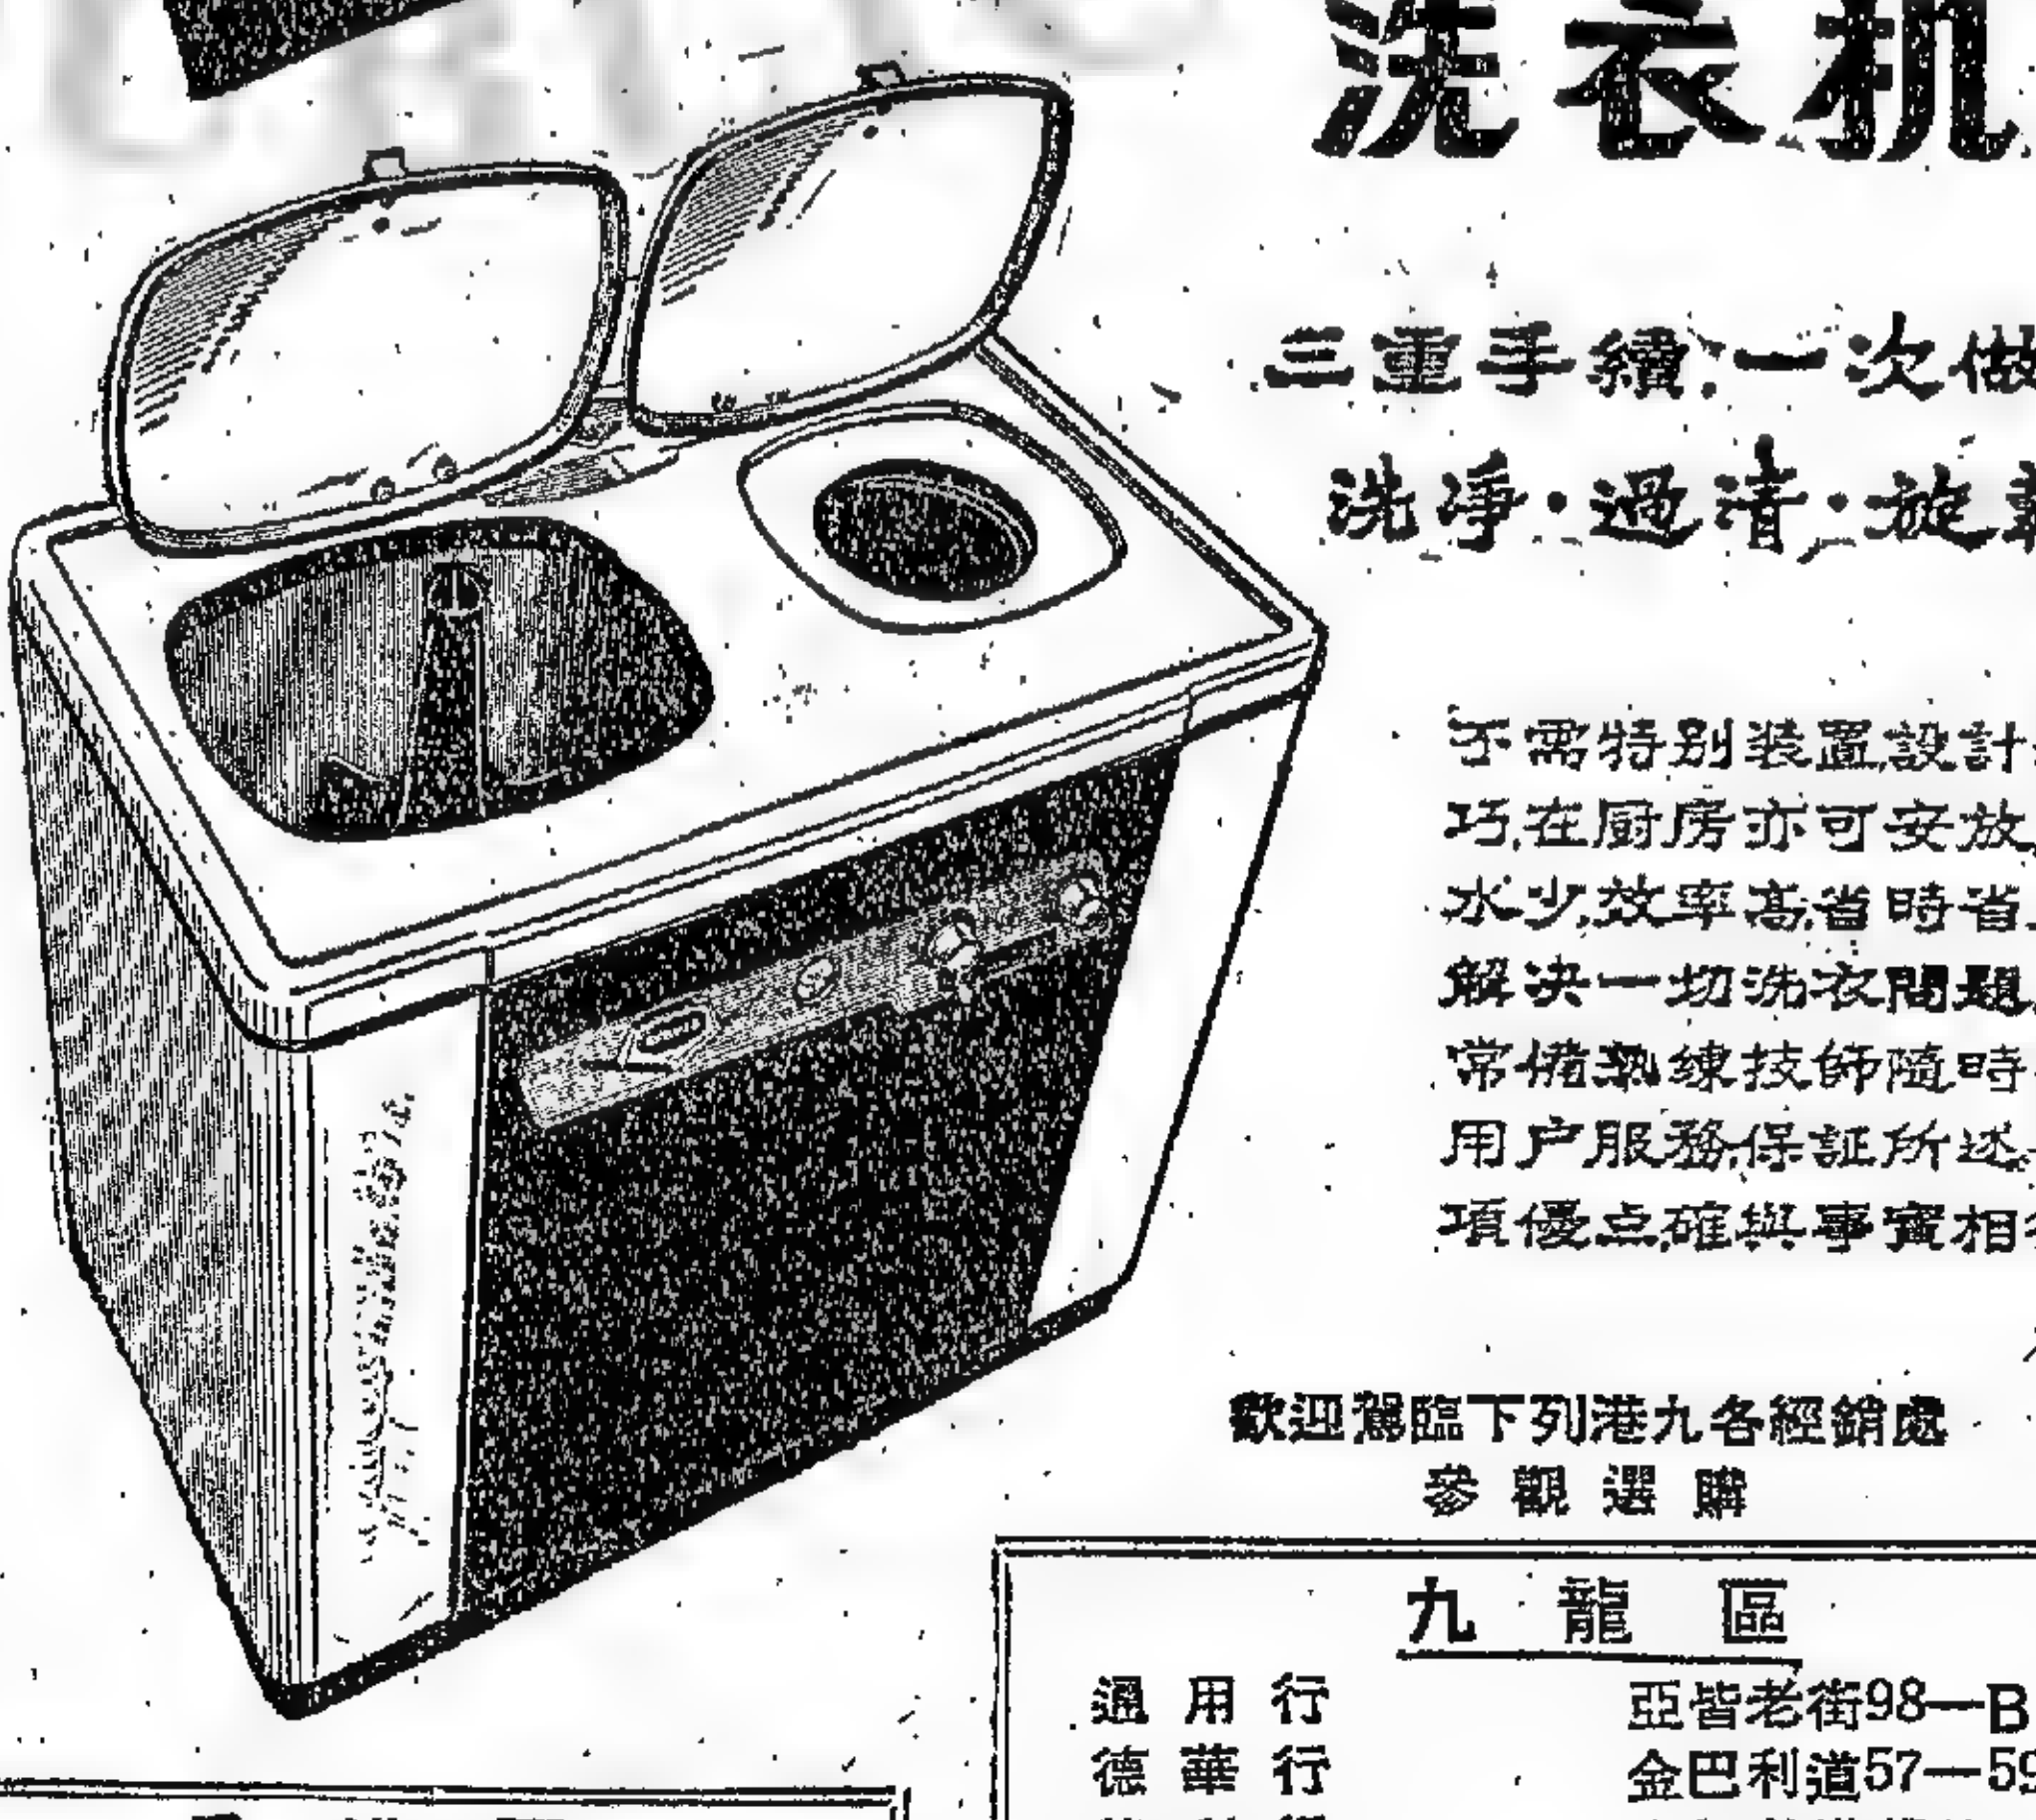 洗衣机
三重手續,一次做
洗淨·過清·旋乾
不需特别装置,設計
巧,在厨房亦可安放,
水少,效率高,省時省
解决一切洗衣問題,
常備熟練技師隨時
用户服務,保証所述
項優点,確與事實相
歡迎駕臨下列港九各經銷處
參觀選購
九龍區
通用行 亞皆老街98—B
德華行 金巴利道57—59